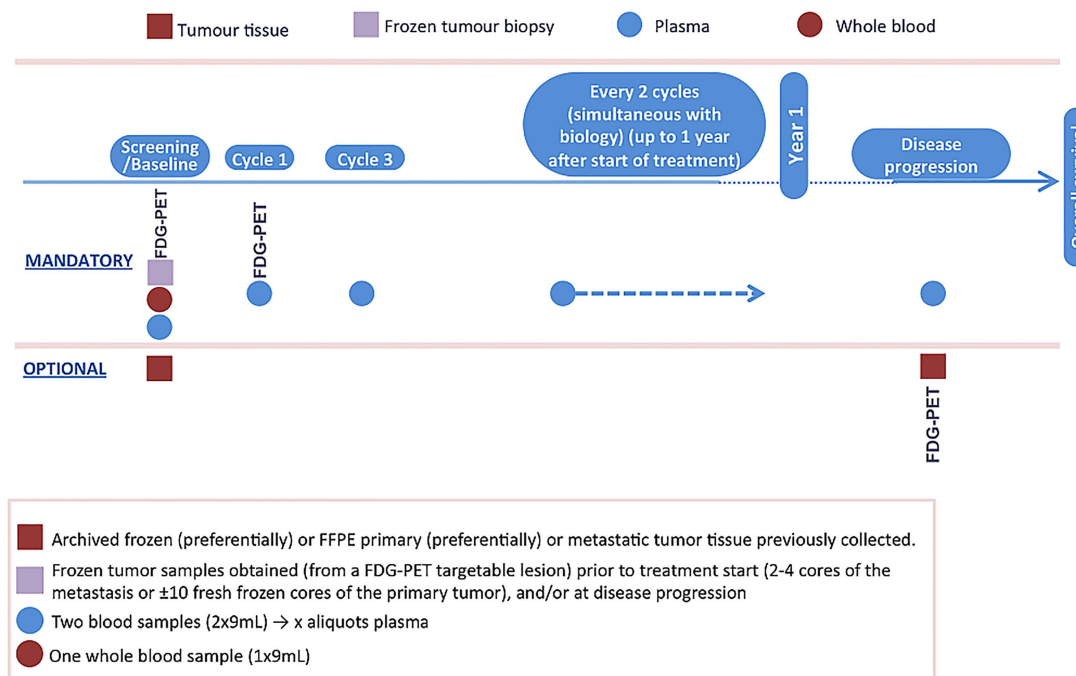 Tumour tissue
Frozen tumour biopsy
Plasma
Whole blood
Screening
/Baseline
Cycle 1
Cycle 3
Every 2 cycles
(simultaneous with
biology) (up to 1 year
after start of treatment)
Year 1
Disease
progression
Overall survival
MANDATORY
FDG-PET
FDG-PET
OPTIONAL
FDG-PET
Archived frozen (preferentially) or FFPE primary (preferentially) or metastatic tumor tissue previously collected.
Frozen tumor samples obtained (from a FDG-PET targetable lesion) prior to treatment start (2-4 cores of the
metastasis or ±10 fresh frozen cores of the primary tumor), and/or at disease progression
Two blood samples (2x9mL) → x aliquots plasma
One whole blood sample (1x9mL)